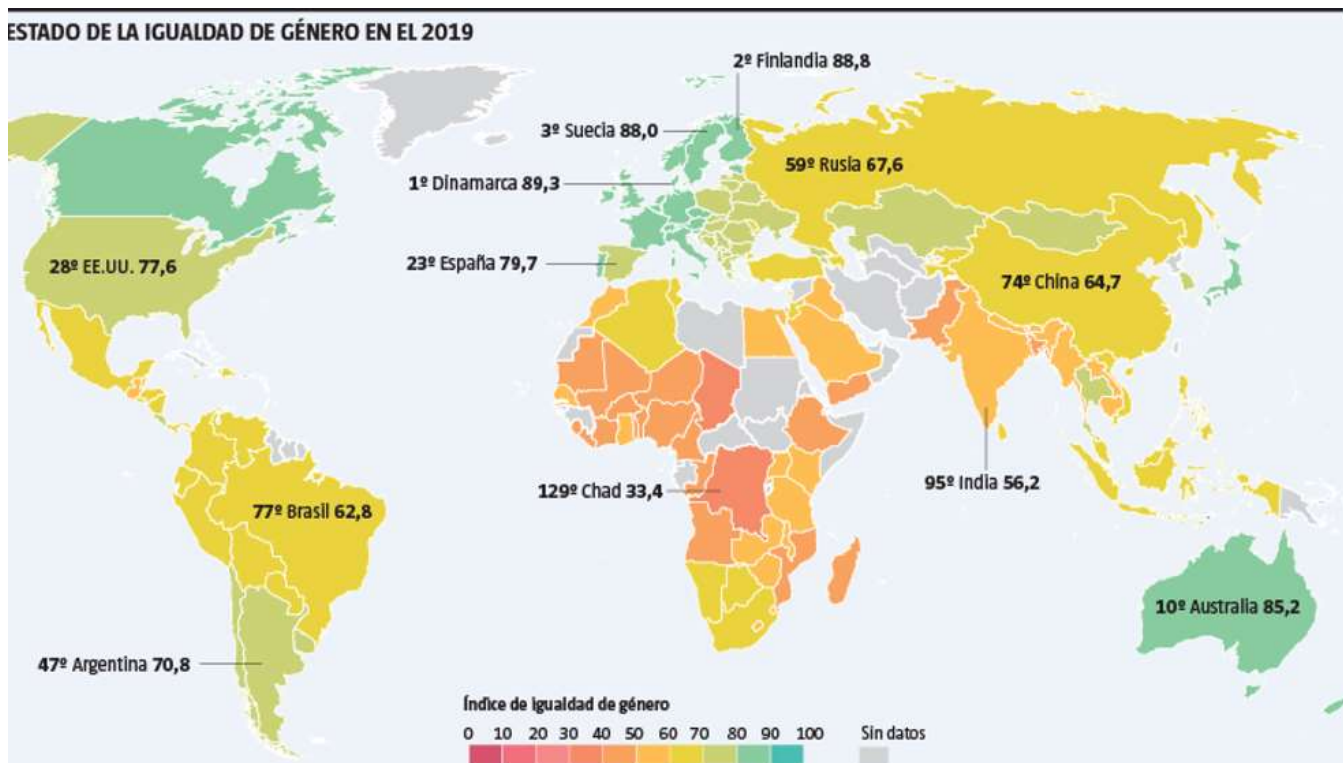 ESTADO DE LA IGUALDAD DE GÉNERO EN EL 2019
2º Finlandia 88,8
3º Suecia 88,0
59º Rusia 67,6
1º Dinamarca 89,3
28º EE.UU. 77,6
23º España 79,7
74º China 64,7
129º Chad 33,4
95º India 56,2
77º Brasil 62,8
10º Australia 85,2
47º Argentina 70,8
Índice de igualdad de género
0 10 20 30 40 50 60 70 80 90 100
Sin datos